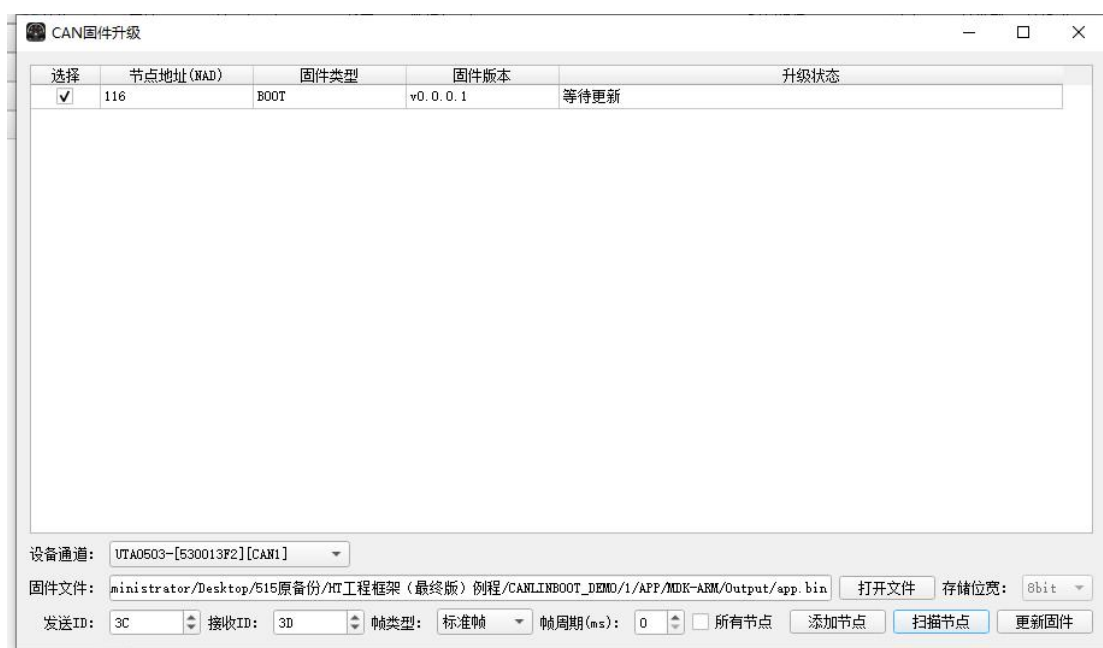 CAN固件升级
选择 节点地址(NAD) 固件类型 固件版本 升级状态
116 BOOT v0.0.0.1 等待更新
设备通道: UTA0503-[530013F2][CAN1]
固件文件: ministrator/Desktop/515原备份/HT工程框架（最终版）例程/CANLINBOOT_DEMO/1/APP/MDK-ARM/Output/app.bin 打开文件 存储位宽: 8bit
发送ID: 3C 接收ID: 3D 帧类型: 标准帧 帧周期(ms): 0 所有节点 添加节点 扫描节点 更新固件